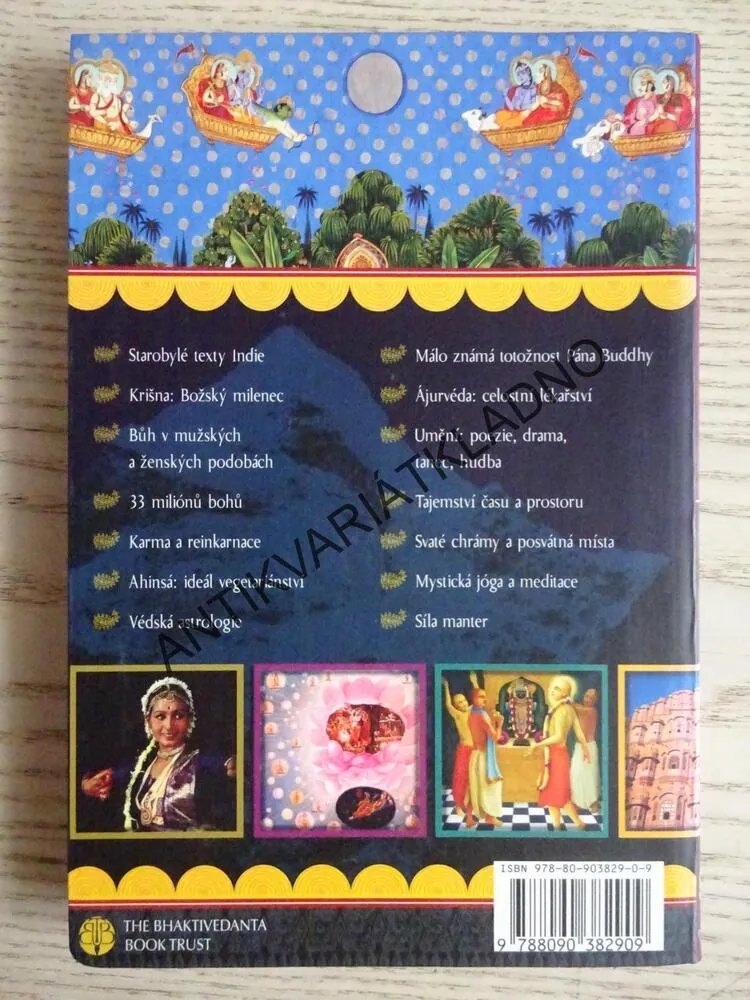 Starobylé texty Indie
Krišna: Božský milenec
Bůh v mužských
a ženských podobách
33 miliónů bohů
Karma a reinkarnace
Ahinsá: ideál vegetariánství
Védská astrologie
Málo známá totožnost Pána Buddhy
Ájurvéda: celostní lékařství
Umění: poezie, drama,
tanec, hudba
Tajemství času a prostoru
Svaté chrámy a posvátná místa
Mystická jóga a meditace
Síla manter
ANTIKVARIÁTKLADNO
THE BHAKTIVEDANTA
BOOK TRUST
ISBN 978-80-903829-0-9
9 788090 382909